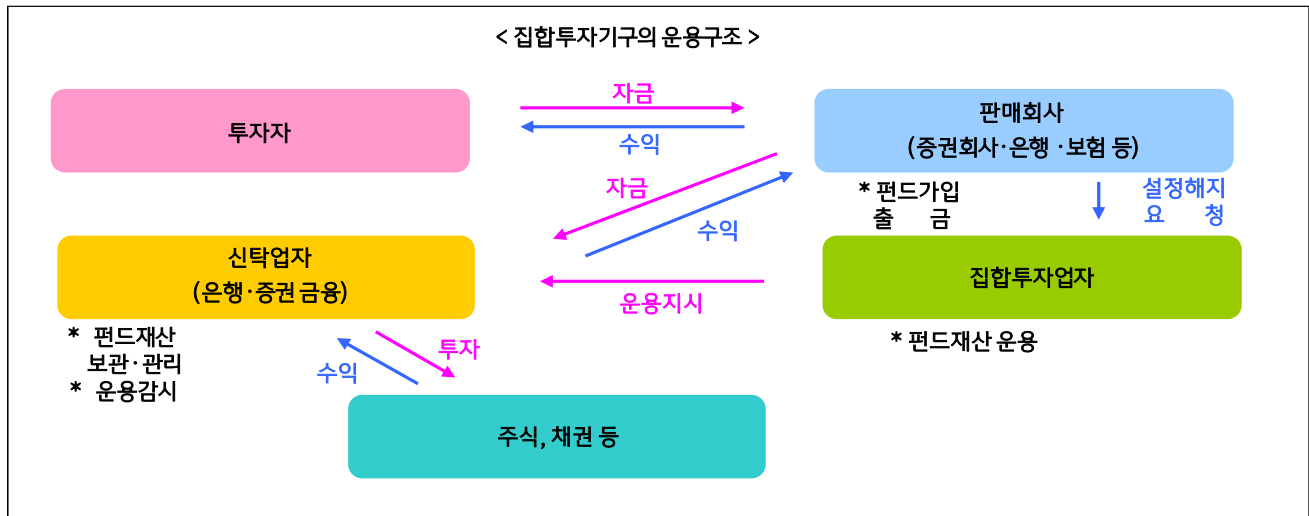 < 집합투자기구의 운용구조 >
투자자
자금
수익
판매회사
(증권회사·은행 ·보험 등)
자금
수익
* 펀드가입
출 금
설정해지
요 청
신탁업자
(은행·증권 금융)
운용지시
집합투자업자
* 펀드재산
보관·관리
* 운용감시
수익
투자
* 펀드재산 운용
주식, 채권 등